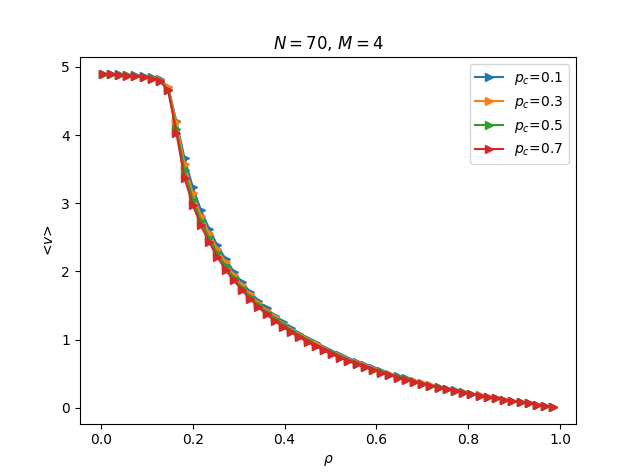 N = 70, M = 4
<v>
5
4
3
2
1
0
0.0 0.2 0.4 0.6 0.8 1.0
ρ
p_c=0.1
p_c=0.3
p_c=0.5
p_c=0.7